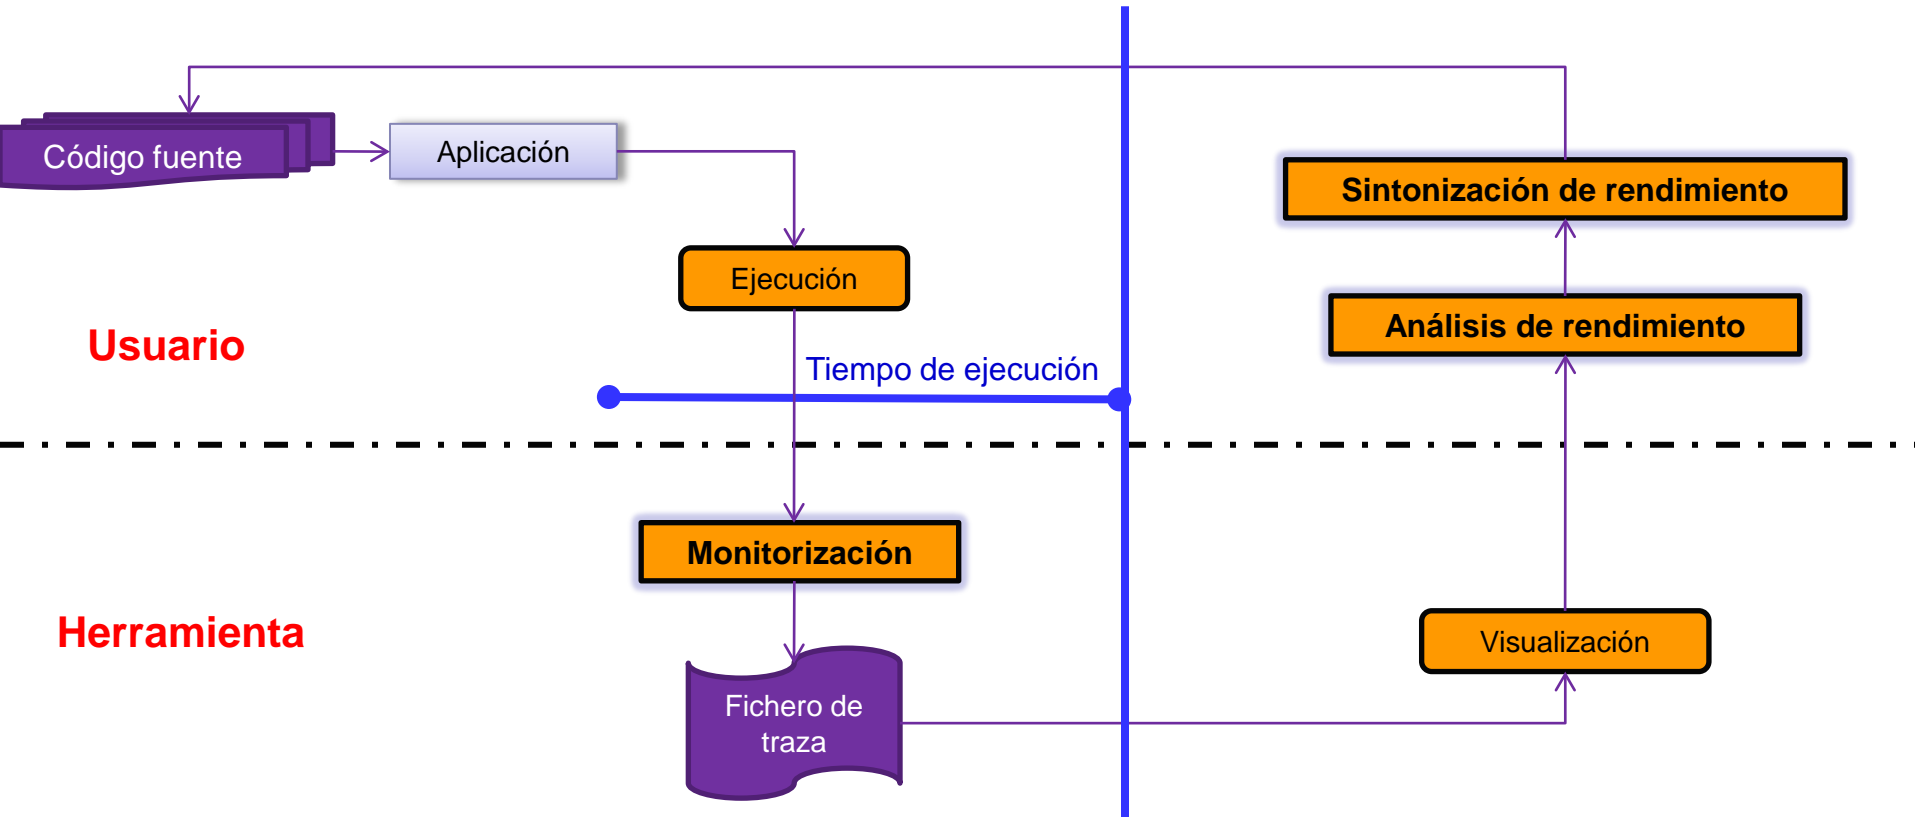 Código fuente
Aplicación
Sintonización de rendimiento
Ejecución
Análisis de rendimiento
Usuario
Tiempo de ejecución
Monitorización
Herramienta
Visualización
Fichero de
traza